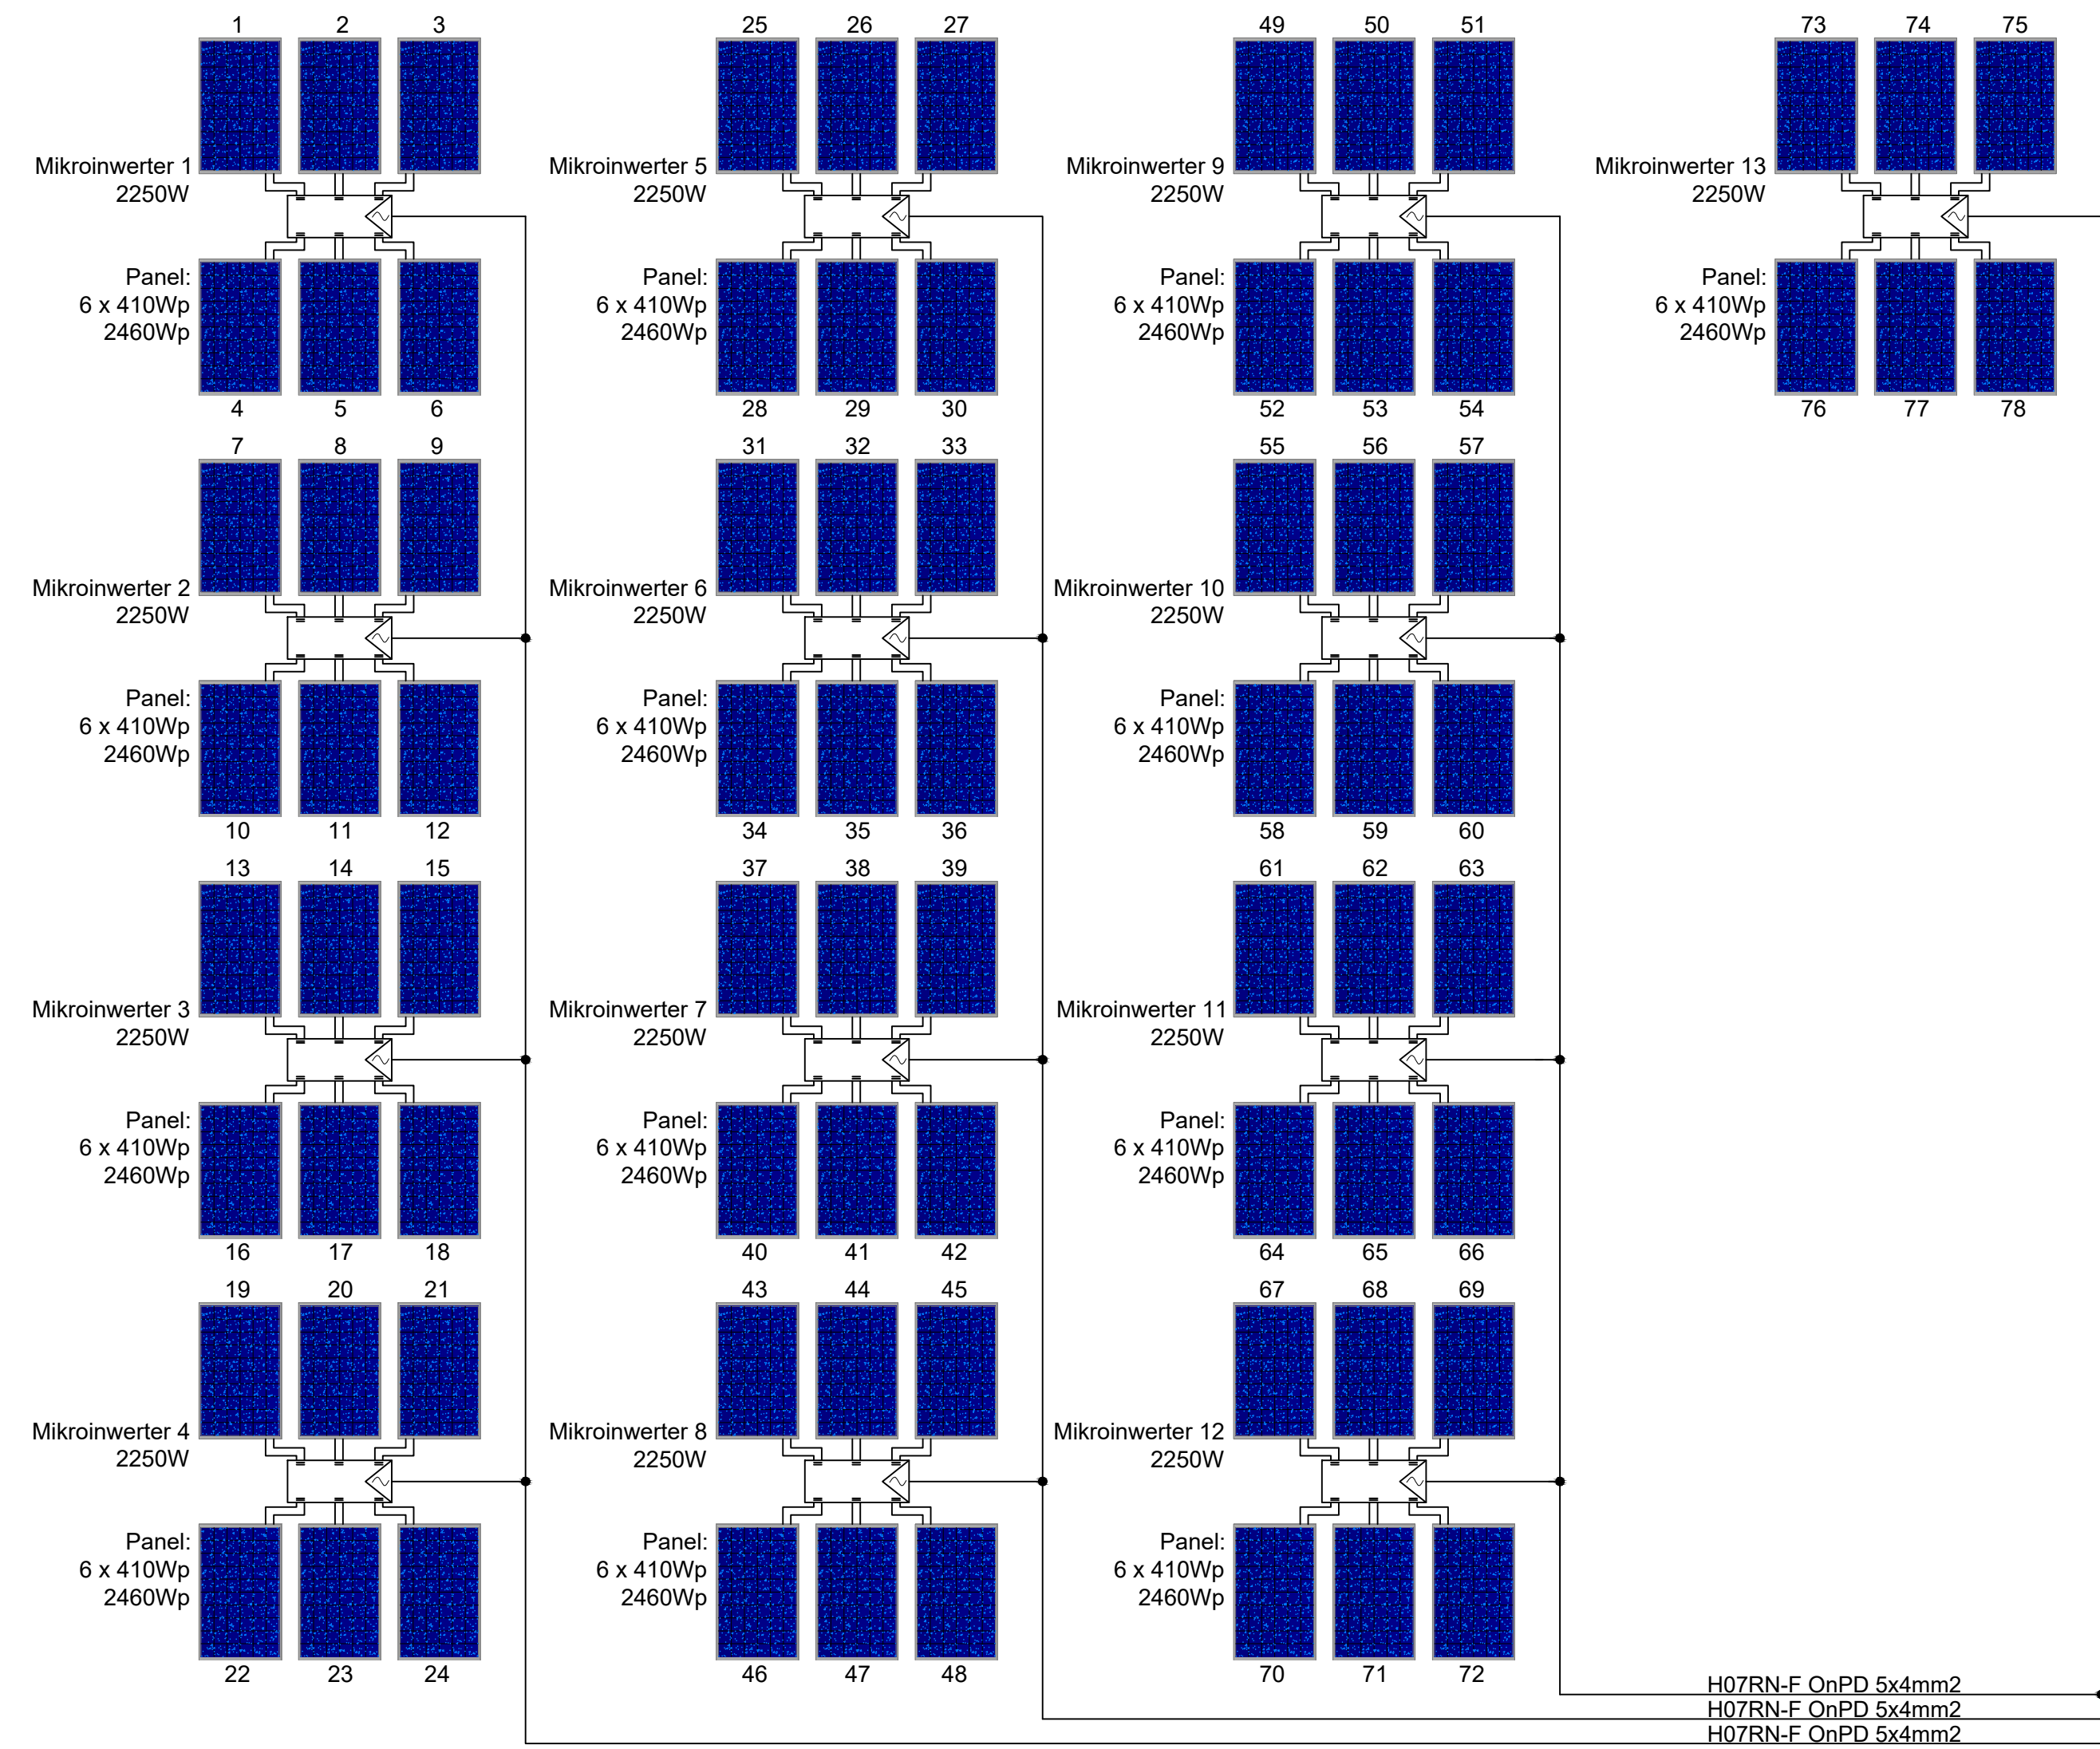 1 2 3
Mikroinwerter 1
2250W
Panel:
6 x 410Wp
2460Wp
4 5 6
7 8 9
Mikroinwerter 2
2250W
Panel:
6 x 410Wp
2460Wp
10 11 12
13 14 15
Mikroinwerter 3
2250W
Panel:
6 x 410Wp
2460Wp
16 17 18
19 20 21
Mikroinwerter 4
2250W
Panel:
6 x 410Wp
2460Wp
22 23 24
25 26 27
Mikroinwerter 5
2250W
Panel:
6 x 410Wp
2460Wp
28 29 30
31 32 33
Mikroinwerter 6
2250W
Panel:
6 x 410Wp
2460Wp
34 35 36
37 38 39
Mikroinwerter 7
2250W
Panel:
6 x 410Wp
2460Wp
40 41 42
43 44 45
Mikroinwerter 8
2250W
Panel:
6 x 410Wp
2460Wp
46 47 48
49 50 51
Mikroinwerter 9
2250W
Panel:
6 x 410Wp
2460Wp
52 53 54
55 56 57
Mikroinwerter 10
2250W
Panel:
6 x 410Wp
2460Wp
58 59 60
61 62 63
Mikroinwerter 11
2250W
Panel:
6 x 410Wp
2460Wp
64 65 66
67 68 69
Mikroinwerter 12
2250W
Panel:
6 x 410Wp
2460Wp
70 71 72
73 74 75
Mikroinwerter 13
2250W
Panel:
6 x 410Wp
2460Wp
76 77 78
H07RN-F OnPD 5x4mm2
H07RN-F OnPD 5x4mm2
H07RN-F OnPD 5x4mm2